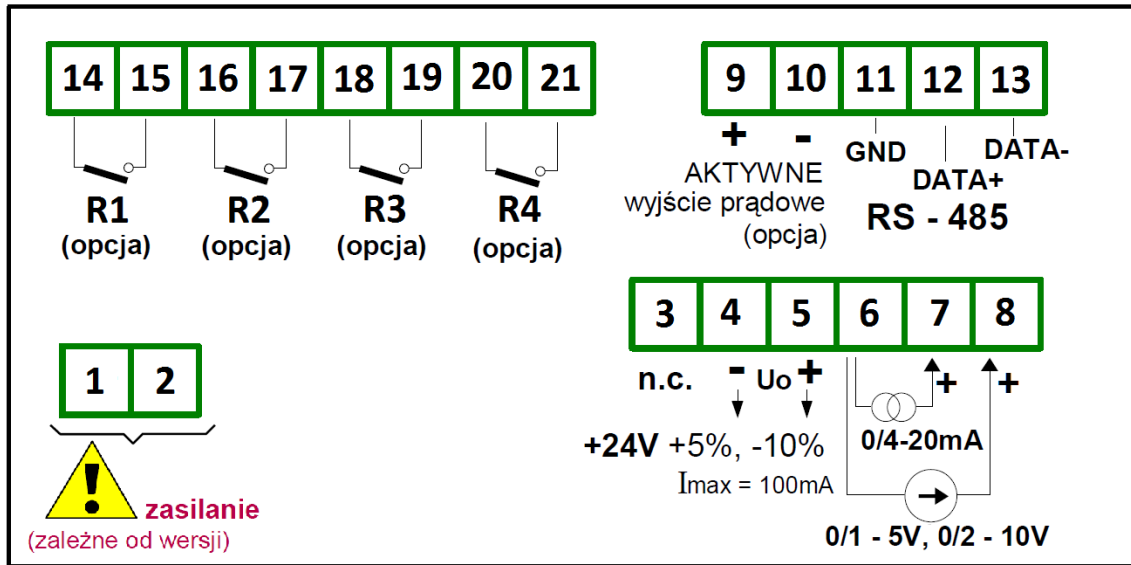 14 15 16 17 18 19 20 21
R1 R2 R3 R4
(opcja) (opcja) (opcja) (opcja)
9 10 11 12 13
+ - GND DATA+ DATA-
AKTYWNE
wyjście prądowe
(opcja)
RS - 485
1 2
!
zasilanie
(zależne od wersji)
3 4 5 6 7 8
n.c. - Uo + + +
+24V +5%, -10%
Imax = 100mA
0/4-20mA
0/1 - 5V, 0/2 - 10V